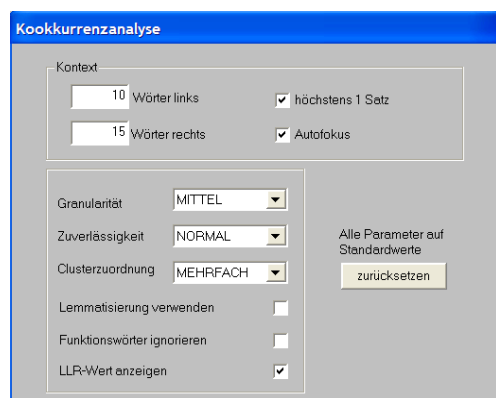 Kookkurrenzanalyse
Kontext
10 Wörter links
höchstens 1 Satz
15 Wörter rechts
Autofokus
Granularität MITTEL
Zuverlässigkeit NORMAL
Clusterzuordnung MEHRFACH
Lemmatisierung verwenden
Funktionswörter ignorieren
LLR-Wert anzeigen
Alle Parameter auf
Standardwerte
zurücksetzen